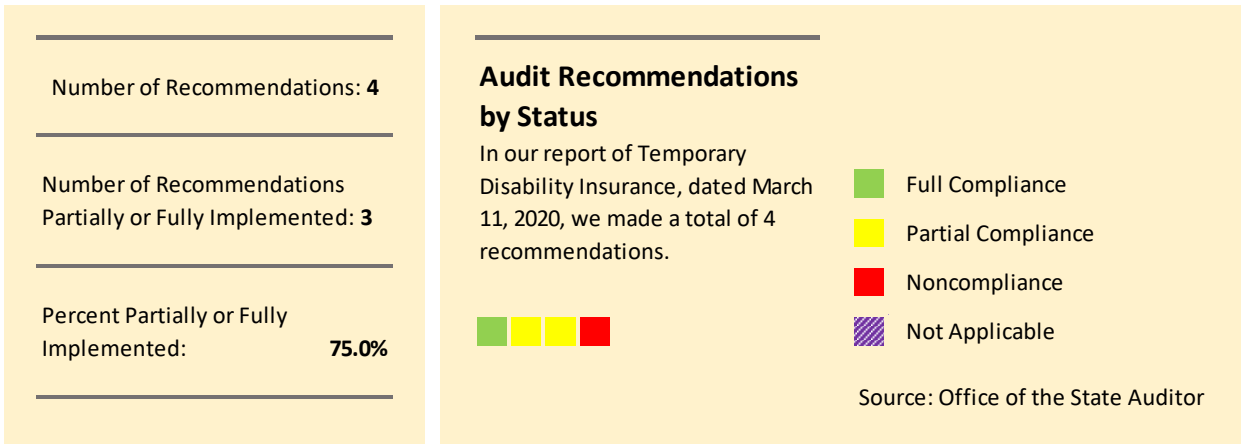 Number of Recommendations: 4
Number of Recommendations
Partially or Fully Implemented: 3
Percent Partially or Fully
Implemented: 75.0%
Audit Recommendations
by Status
In our report of Temporary
Disability Insurance, dated March
11, 2020, we made a total of 4
recommendations.
Full Compliance
Partial Compliance
Noncompliance
Not Applicable
Source: Office of the State Auditor